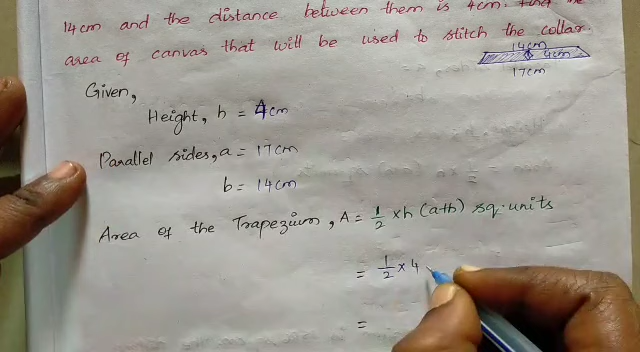 14cm and the distance between them is 4cm. Find the
area of canvas that will be used to stitch the collar.
14cm
4cm
17cm
Given,
Height, h = 4cm
Parallel sides, a = 17cm
b = 14cm
Area of the Trapezium, A = 1/2 × h (a+b) sq. units
= 1/2 × 4
=